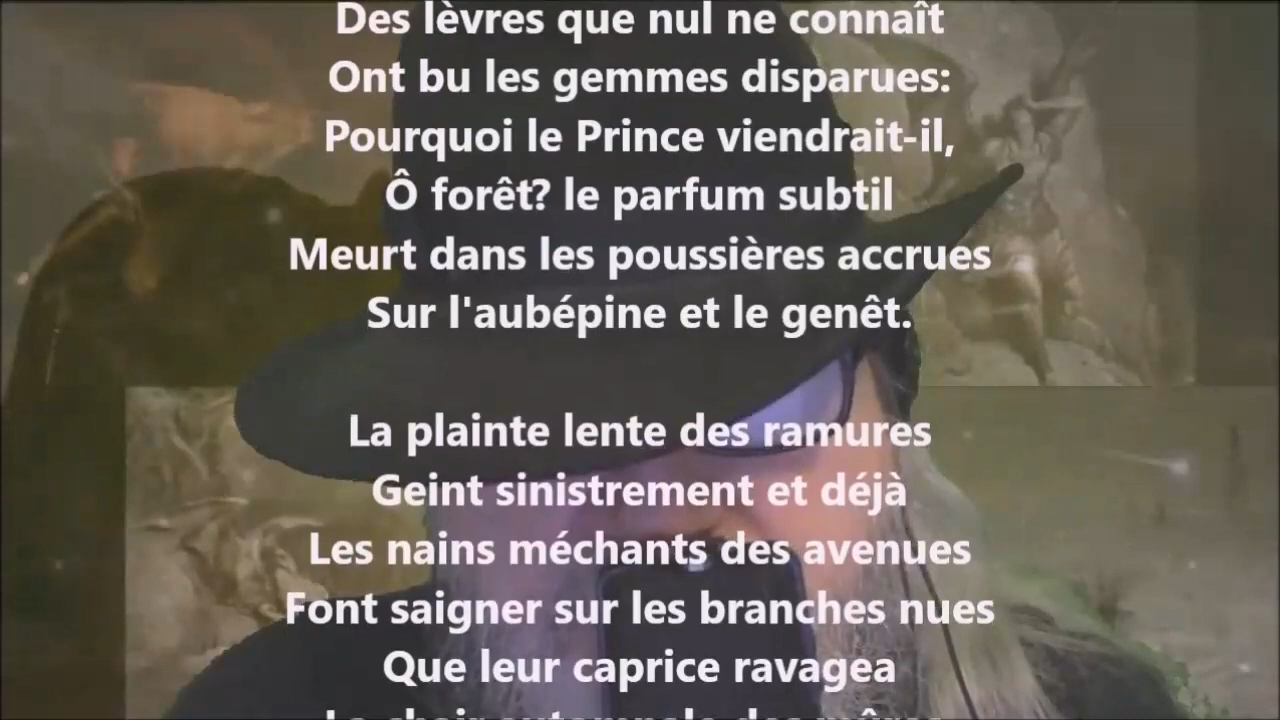 Des lèvres que nul ne connaît
Ont bu les gemmes disparues:
Pourquoi le Prince viendrait-il,
Ô forêt? le parfum subtil
Meurt dans les poussières accrues
Sur l'aubépine et le genêt.
La plainte lente des ramures
Geint sinistrement et déjà
Les nains méchants des avenues
Font saigner sur les branches nues
Que leur caprice ravagea